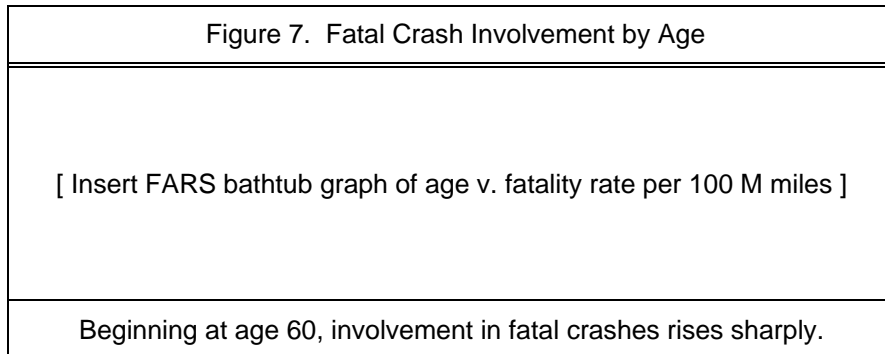 Figure 7.  Fatal Crash Involvement by Age
[ Insert FARS bathtub graph of age v. fatality rate per 100 M miles ]
Beginning at age 60, involvement in fatal crashes rises sharply.